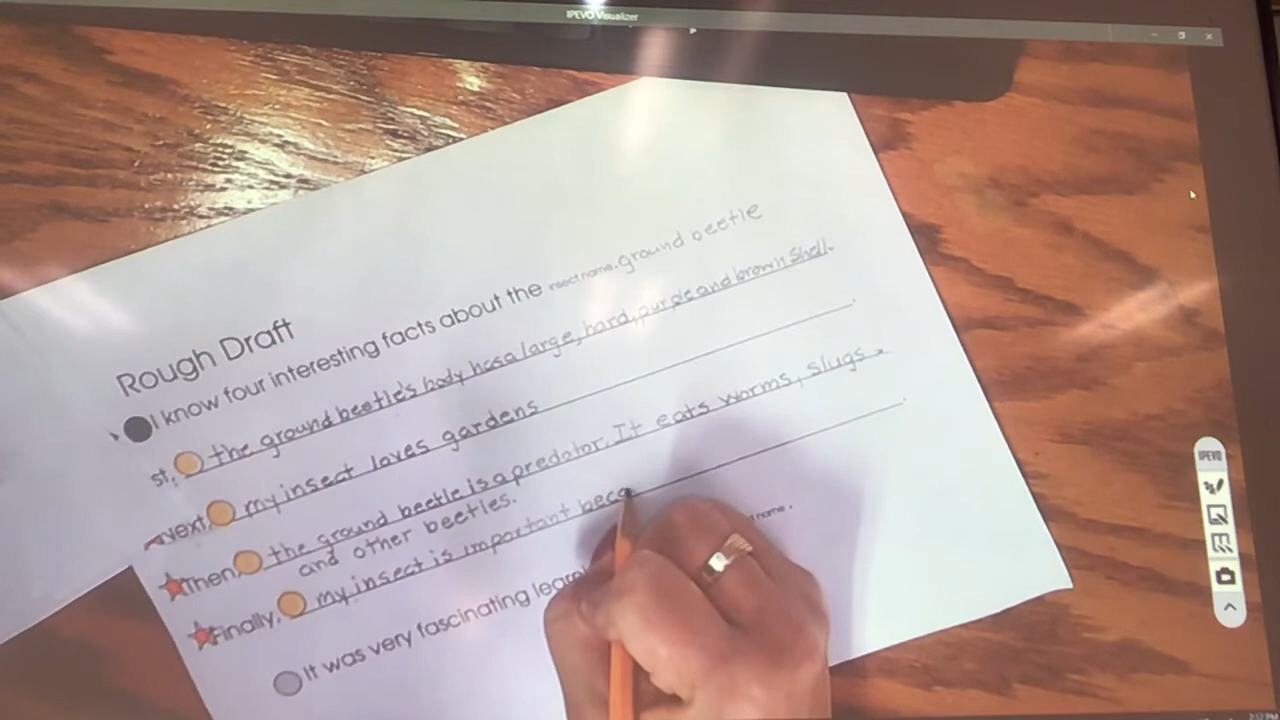 IPEVO Visualizer
Rough Draft
I know four interesting facts about the insect name. ground beetle
st, the ground beetle's body has a large, hard, purple and brown shell.
Next, my insect loves gardens
Then, the ground beetle is a predator. It eats worms, slugs.
and other beetles.
Finally, my insect is important beca
It was very fascinating learni
name.
IPEVO